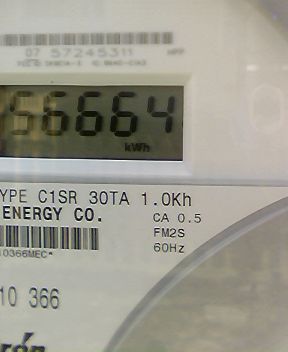 07 57245311
56664
kWh
YPE C1SR 30TA 1.0Kh
ENERGY CO.
CA 0.5
FM2S
60Hz
10366MEC*
10 366
rón